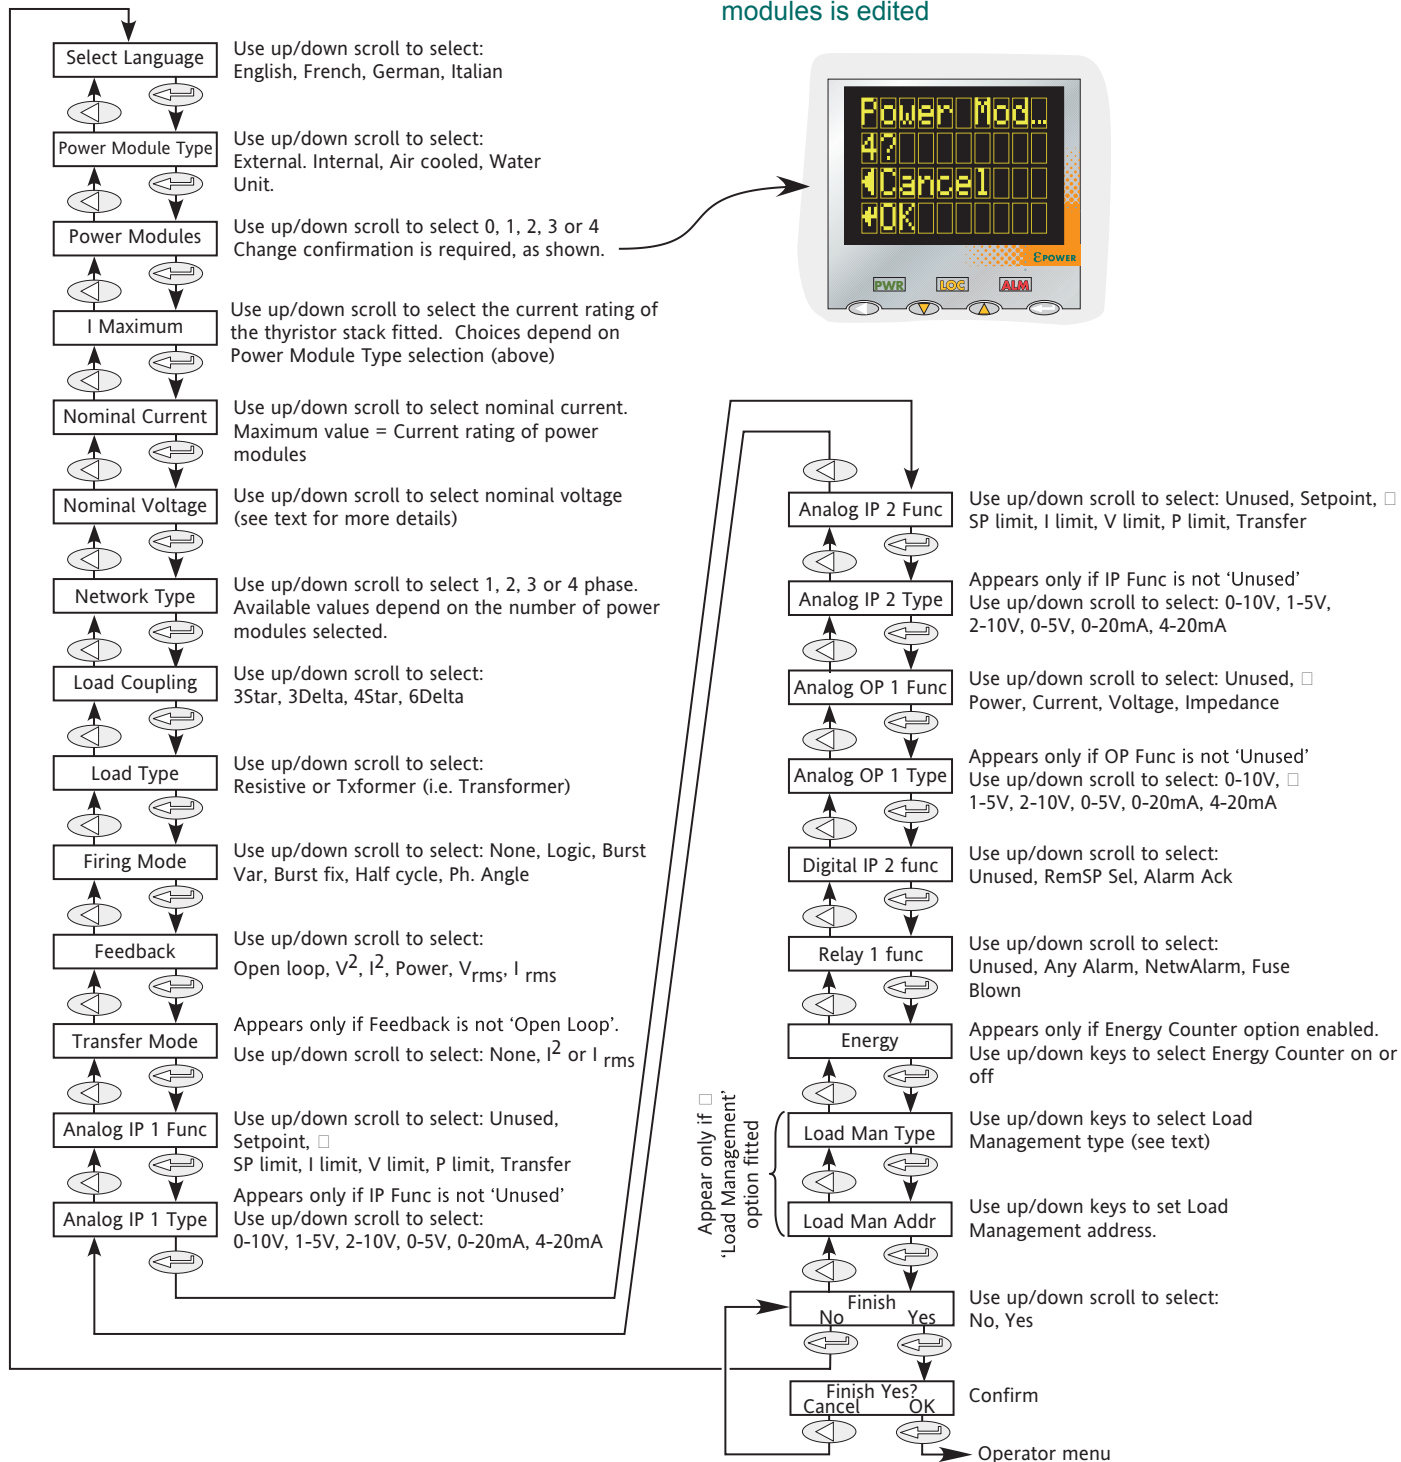 modules is edited
Select Language
Use up/down scroll to select:
English, French, German, Italian
Power Module Type
Use up/down scroll to select:
External. Internal, Air cooled, Water
Unit.
Power Modules
Use up/down scroll to select 0, 1, 2, 3 or 4
Change confirmation is required, as shown.
Power Mod...
4?
Cancel
OK
εPOWER
PWR
LOC
ALM
I Maximum
Use up/down scroll to select the current rating of
the thyristor stack fitted. Choices depend on
Power Module Type selection (above)
Nominal Current
Use up/down scroll to select nominal current.
Maximum value = Current rating of power
modules
Nominal Voltage
Use up/down scroll to select nominal voltage
(see text for more details)
Network Type
Use up/down scroll to select 1, 2, 3 or 4 phase.
Available values depend on the number of power
modules selected.
Load Coupling
Use up/down scroll to select:
3Star, 3Delta, 4Star, 6Delta
Load Type
Use up/down scroll to select:
Resistive or Txformer (i.e. Transformer)
Firing Mode
Use up/down scroll to select: None, Logic, Burst
Var, Burst fix, Half cycle, Ph. Angle
Feedback
Use up/down scroll to select:
Open loop, V2, I2, Power, Vrms, I rms
Transfer Mode
Appears only if Feedback is not ‘Open Loop’.
Use up/down scroll to select: None, I2 or I rms
Analog IP 1 Func
Use up/down scroll to select: Unused,
Setpoint, □
SP limit, I limit, V limit, P limit, Transfer
Analog IP 1 Type
Appears only if IP Func is not ‘Unused’
Use up/down scroll to select:
0-10V, 1-5V, 2-10V, 0-5V, 0-20mA, 4-20mA
Analog IP 2 Func
Use up/down scroll to select: Unused, Setpoint, □
SP limit, I limit, V limit, P limit, Transfer
Analog IP 2 Type
Appears only if IP Func is not ‘Unused’
Use up/down scroll to select: 0-10V, 1-5V,
2-10V, 0-5V, 0-20mA, 4-20mA
Analog OP 1 Func
Use up/down scroll to select: Unused, □
Power, Current, Voltage, Impedance
Analog OP 1 Type
Appears only if OP Func is not ‘Unused’
Use up/down scroll to select: 0-10V, □
1-5V, 2-10V, 0-5V, 0-20mA, 4-20mA
Digital IP 2 func
Use up/down scroll to select:
Unused, RemSP Sel, Alarm Ack
Relay 1 func
Use up/down scroll to select:
Unused, Any Alarm, NetwAlarm, Fuse
Blown
Energy
Appears only if Energy Counter option enabled.
Use up/down keys to select Energy Counter on or
off
Appear only if □
‘Load Management’
option fitted
Load Man Type
Use up/down keys to select Load
Management type (see text)
Load Man Addr
Use up/down keys to set Load
Management address.
Finish
No Yes
Use up/down scroll to select:
No, Yes
Finish Yes?
Cancel OK
Confirm
Operator menu